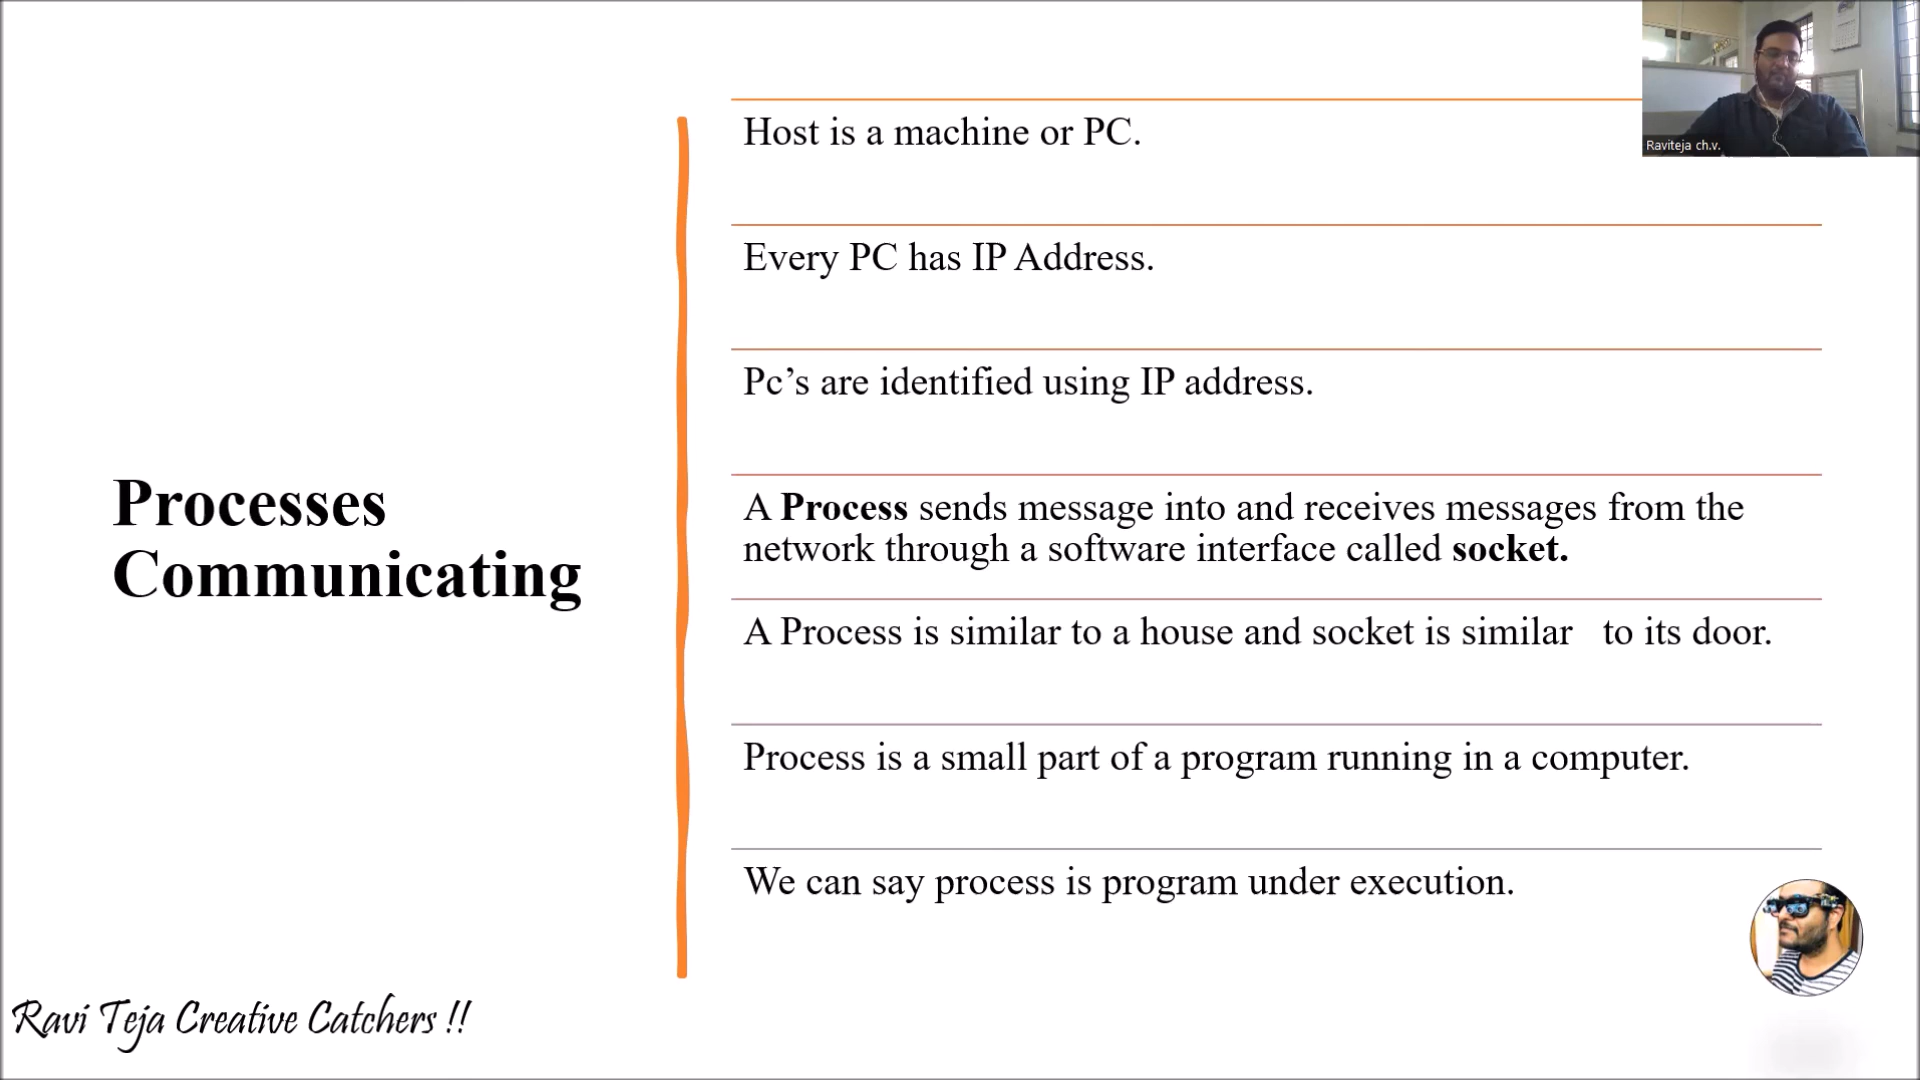 Raviteja ch.v.
Host is a machine or PC.
Every PC has IP Address.
Pc’s are identified using IP address.
Processes
Communicating
A Process sends message into and receives messages from the
network through a software interface called socket.
A Process is similar to a house and socket is similar   to its door.
Process is a small part of a program running in a computer.
We can say process is program under execution.
Ravi Teja Creative Catchers !!